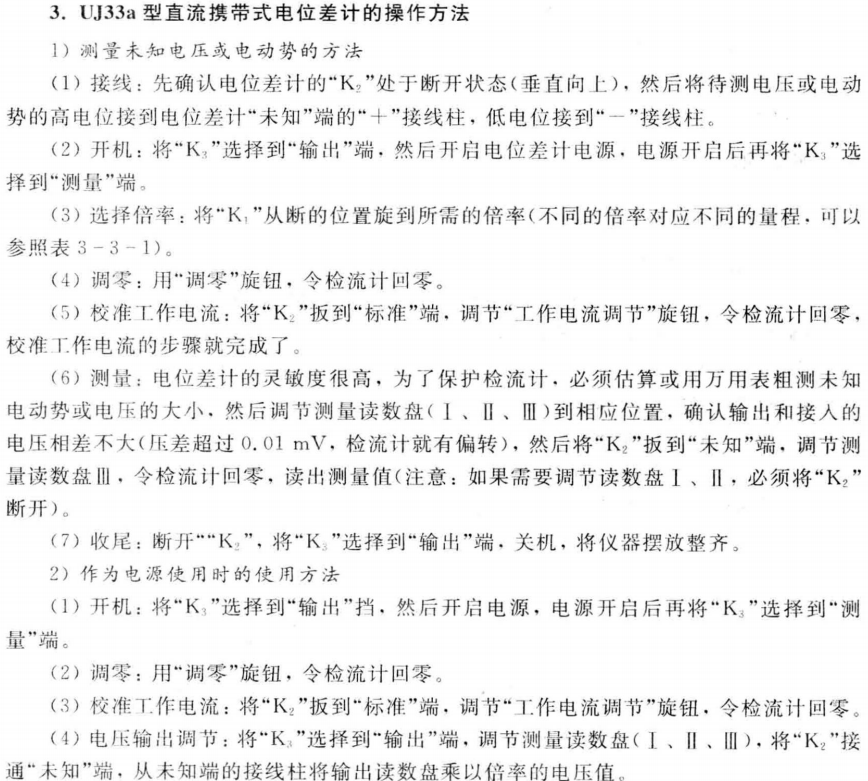 3. UJ33a 型直流携带式电位差计的操作方法
1) 测量未知电压或电动势的方法
(1) 接线：先确认电位差计的“K₂”处于断开状态(垂直向上)，然后将待测电压或电动
势的高电位接到电位差计“未知”端的“＋”接线柱，低电位接到“－”接线柱。
(2) 开机：将“K₃”选择到“输出”端，然后开启电位差计电源，电源开启后再将“K₃”选
择到“测量”端。
(3) 选择倍率：将“K₁”从断的位置旋到所需的倍率(不同的倍率对应不同的量程，可以
参照表 3-3-1)。
(4) 调零：用“调零”旋钮，令检流计回零。
(5) 校准工作电流：将“K₂”扳到“标准”端，调节“工作电流调节”旋钮，令检流计回零，
校准工作电流的步骤就完成了。
(6) 测量：电位差计的灵敏度很高，为了保护检流计，必须估算或用万用表粗测未知
电动势或电压的大小，然后调节测量读数盘(Ⅰ、Ⅱ、Ⅲ)到相应位置，确认输出和接入的
电压相差不大(压差超过 0.01 mV，检流计就有偏转)，然后将“K₂”扳到“未知”端，调节测
量读数盘Ⅲ，令检流计回零，读出测量值(注意：如果需要调节读数盘Ⅰ、Ⅱ，必须将“K₂”
断开)。
(7) 收尾：断开““K₂”，将“K₃”选择到“输出”端，关机，将仪器摆放整齐。
2) 作为电源使用时的使用方法
(1) 开机：将“K₃”选择到“输出”挡，然后开启电源，电源开启后再将“K₃”选择到“测
量”端。
(2) 调零：用“调零”旋钮，令检流计回零。
(3) 校准工作电流：将“K₂”扳到“标准”端，调节“工作电流调节”旋钮，令检流计回零。
(4) 电压输出调节：将“K₃”选择到“输出”端，调节测量读数盘(Ⅰ、Ⅱ、Ⅲ)，将“K₂”接
通“未知”端，从未知端的接线柱将输出读数盘乘以倍率的电压值。